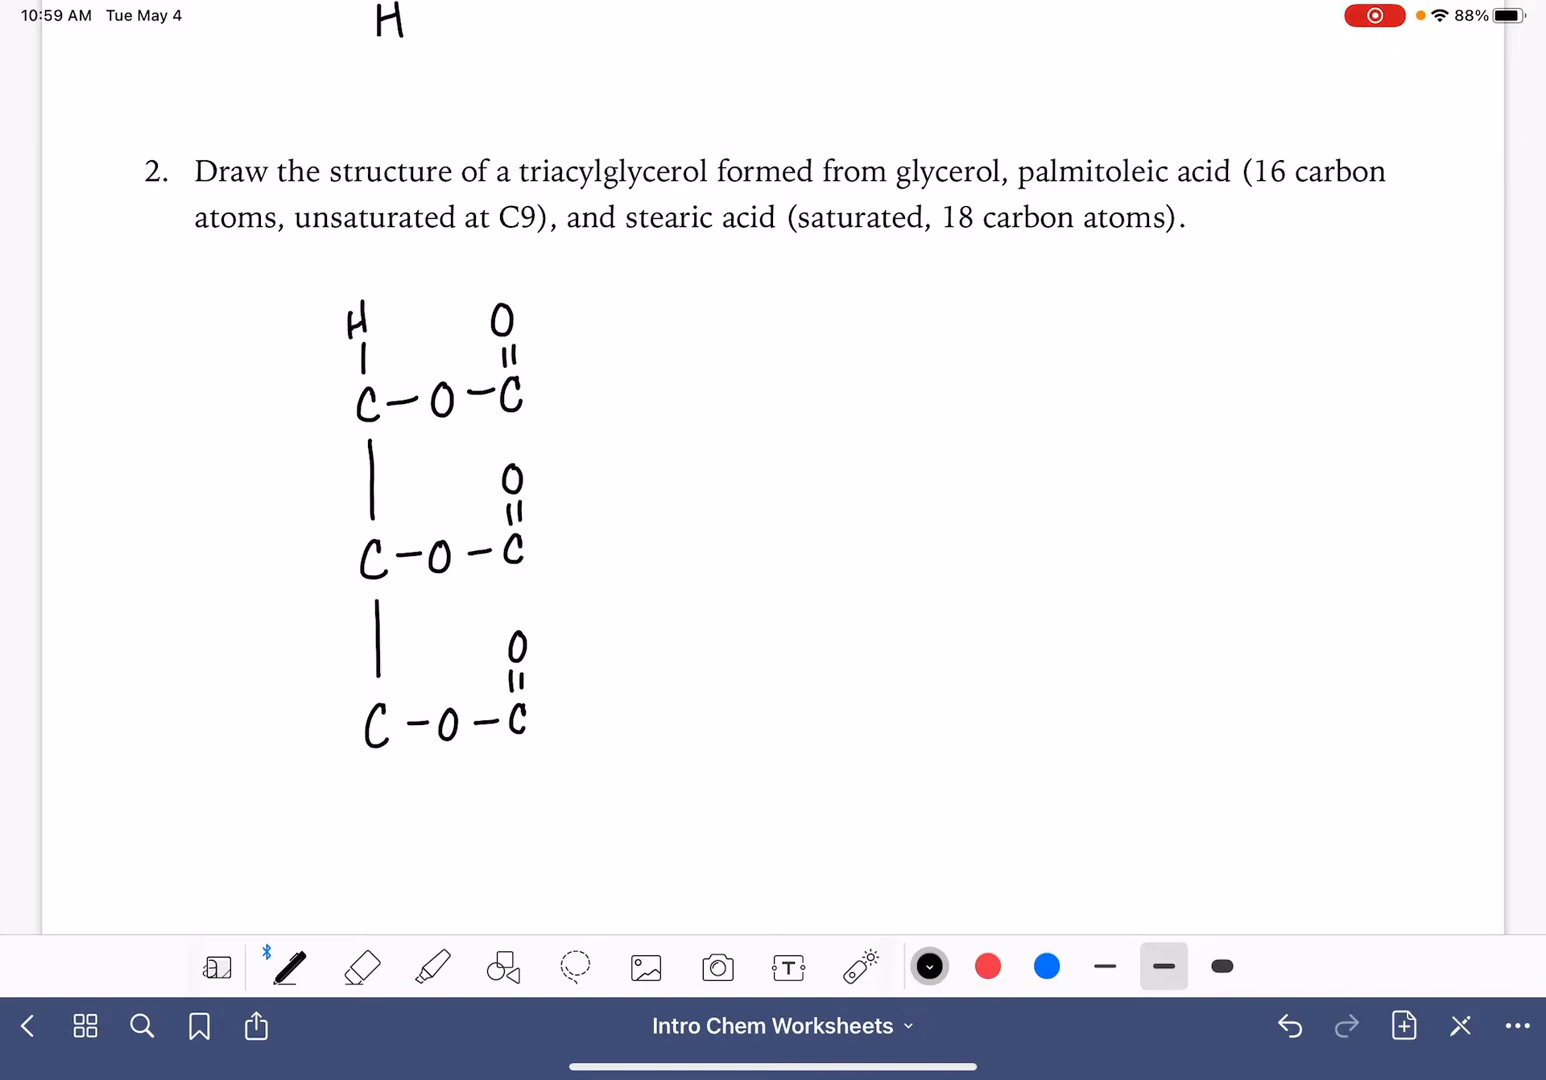 10:59 AM Tue May 4
88%
H
2. Draw the structure of a triacylglycerol formed from glycerol, palmitoleic acid (16 carbon
atoms, unsaturated at C9), and stearic acid (saturated, 18 carbon atoms).
H O
| ||
C-O-C
| O
||
C-O-C
| O
||
C-O-C
a
T
Intro Chem Worksheets